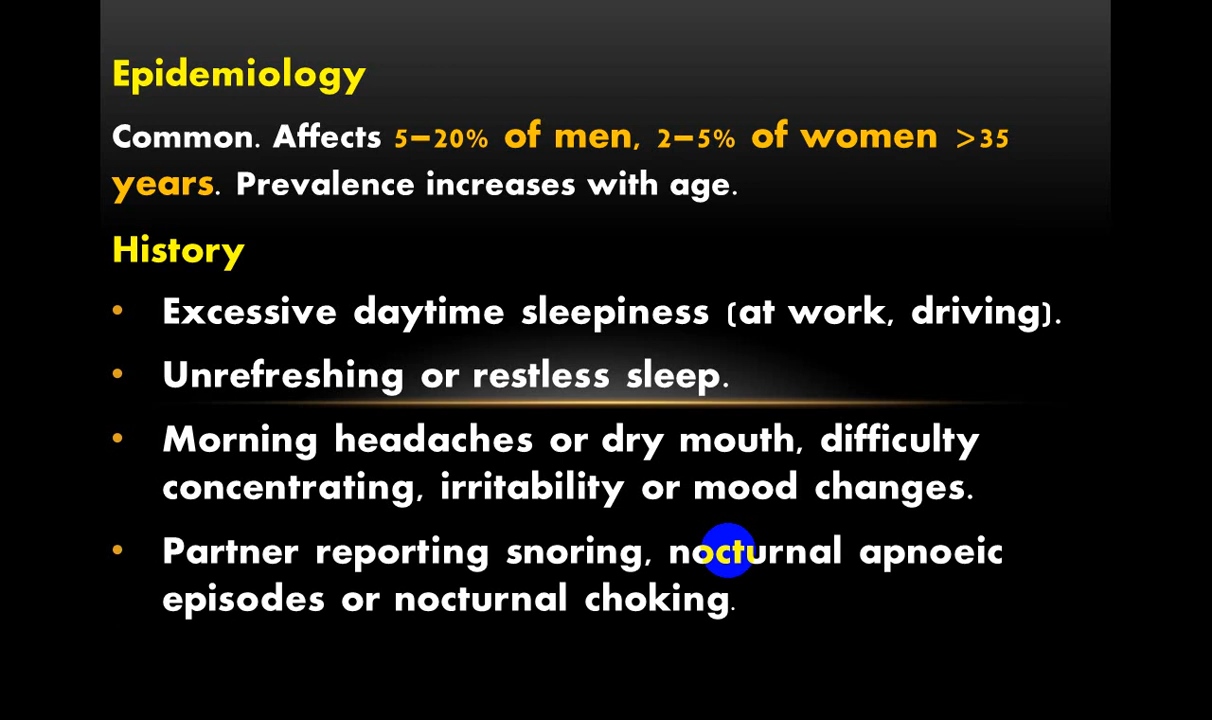 Epidemiology
Common. Affects 5–20% of men, 2–5% of women >35
years. Prevalence increases with age.
History
• Excessive daytime sleepiness (at work, driving).
• Unrefreshing or restless sleep.
• Morning headaches or dry mouth, difficulty
concentrating, irritability or mood changes.
• Partner reporting snoring, nocturnal apnoeic
episodes or nocturnal choking.